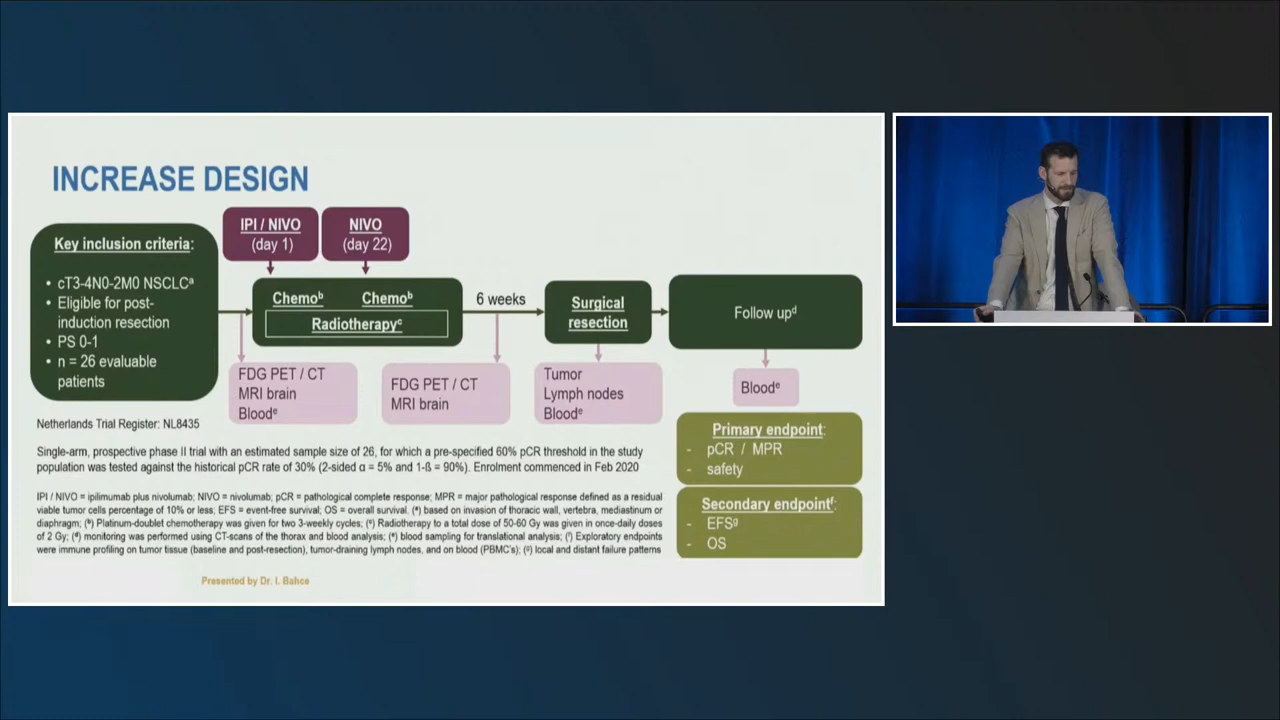 INCREASE DESIGN
Key inclusion criteria:
• cT3-4N0-2M0 NSCLCᵃ
• Eligible for post-
induction resection
• PS 0-1
• n = 26 evaluable
patients
IPI / NIVO
(day 1)
NIVO
(day 22)
Chemoᵇ Chemoᵇ
Radiotherapyᶜ
6 weeks
Surgical
resection
Follow upᵈ
FDG PET / CT
MRI brain
Bloodᵉ
FDG PET / CT
MRI brain
Tumor
Lymph nodes
Bloodᵉ
Bloodᵉ
Netherlands Trial Register: NL8435
Primary endpoint:
- pCR / MPR
- safety
Secondary endpointᶠ:
- EFSᵍ
- OS
Single-arm, prospective phase II trial with an estimated sample size of 26, for which a pre-specified 60% pCR threshold in the study
population was tested against the historical pCR rate of 30% (2-sided α = 5% and 1-ß = 90%). Enrolment commenced in Feb 2020
IPI / NIVO = ipilimumab plus nivolumab; NIVO = nivolumab; pCR = pathological complete response; MPR = major pathological response defined as a residual
viable tumor cells percentage of 10% or less; EFS = event-free survival; OS = overall survival. (ᵃ) based on invasion of thoracic wall, vertebra, mediastinum or
diaphragm; (ᵇ) Platinum-doublet chemotherapy was given for two 3-weekly cycles; (ᶜ) Radiotherapy to a total dose of 50-60 Gy was given in once-daily doses
of 2 Gy; (ᵈ) monitoring was performed using CT-scans of the thorax and blood analysis; (ᵉ) blood sampling for translational analysis; (ᶠ) Exploratory endpoints
were immune profiling on tumor tissue (baseline and post-resection), tumor-draining lymph nodes, and on blood (PBMC's); (ᵍ) local and distant failure patterns
Presented by Dr. I. Bahce